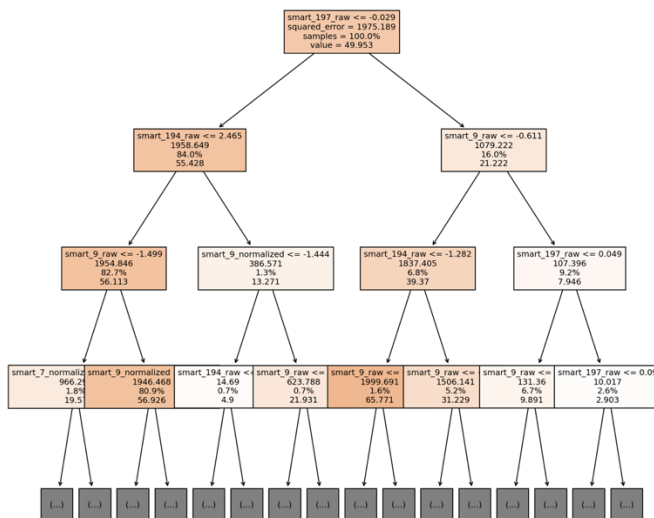 smart_197_raw <= -0.029
squared_error = 1975.189
samples = 100.0%
value = 49.953
smart_194_raw <= 2.465
1958.649
84.0%
55.428
smart_9_raw <= -0.611
1079.222
16.0%
21.222
smart_9_raw <= -1.499
1954.846
82.7%
56.113
smart_9_normalized <= -1.444
386.571
1.3%
13.271
smart_194_raw <= -1.282
1837.405
6.8%
39.37
smart_197_raw <= 0.049
107.396
9.2%
7.946
smart_7_normalized
966.29
1.8%
19.5
smart_9_normalized
1946.468
80.9%
56.926
smart_194_raw <=
14.69
0.7%
4.9
smart_9_raw <=
623.788
0.7%
21.931
smart_9_raw <=
1999.691
1.6%
65.771
smart_9_raw <=
1506.141
5.2%
31.229
smart_9_raw <=
131.36
6.7%
9.891
smart_197_raw <= 0.09
10.017
2.6%
2.903
(...) (...) (...) (...) (...) (...) (...) (...) (...) (...) (...) (...) (...) (...) (...) (...)